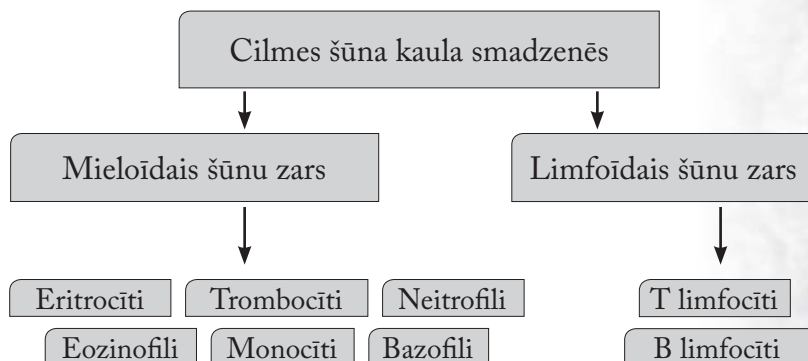 Cilmes šūna kaula smadzenēs
Mieloīdais šūnu zars
Limfoīdais šūnu zars
Eritrocīti
Trombocīti
Neitrofili
T limfocīti
Eozinofili
Monocīti
Bazofili
B limfocīti